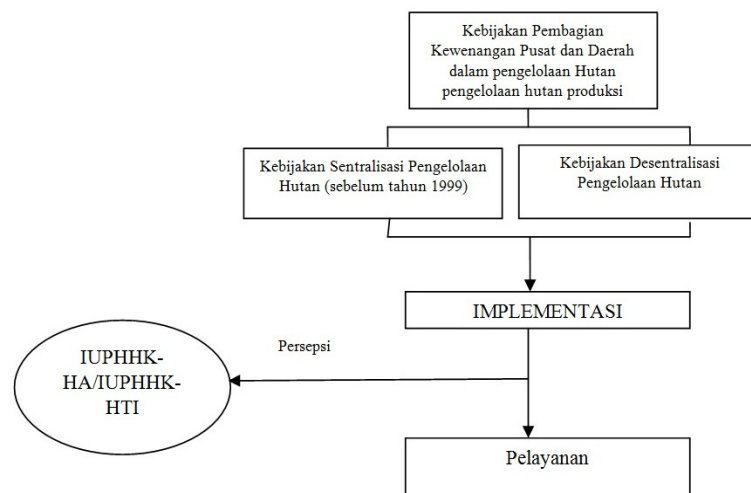 Kebijakan Pembagian
Kewenangan Pusat dan Daerah
dalam pengelolaan Hutan
pengelolaan hutan produksi
Kebijakan Sentralisasi Pengelolaan
Hutan (sebelum tahun 1999)
Kebijakan Desentralisasi
Pengelolaan Hutan
IMPLEMENTASI
Persepsi
IUPHHK-
HA/IUPHHK-
HTI
Pelayanan